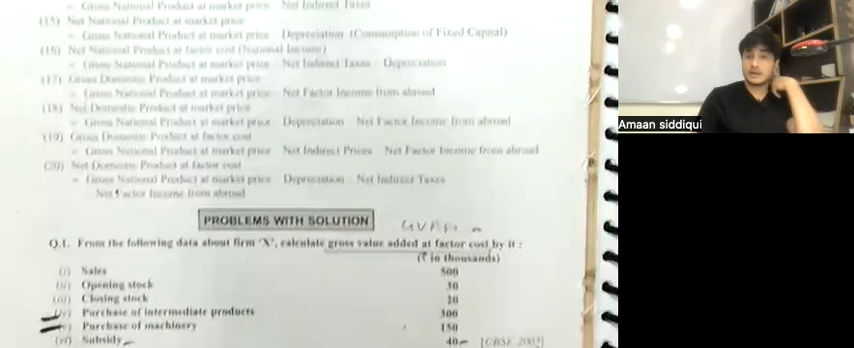 = Gross National Product at market price Net Indirect Taxes
(15) Net National Product at market price
= Gross National Product at market price Depreciation (Consumption of Fixed Capital)
(16) Net National Product at factor cost (National Income)
= Gross National Product at market price Net Indirect Taxes Depreciation
(17) Gross Domestic Product at market price
= Gross National Product at market price Net Factor Income from abroad
(18) Net Domestic Product at market price
= Gross National Product at market price Depreciation Net Factor Income from abroad
(19) Gross Domestic Product at factor cost
= Gross National Product at market price Net Indirect Prices Net Factor Income from abroad
(20) Net Domestic Product at factor cost
= Gross National Product at market price Depreciation Net Indirect Taxes
Net Factor Income from abroad
PROBLEMS WITH SOLUTION
Q.1. From the following data about firm 'X', calculate gross value added at factor cost by it :
(₹ in thousands)
(i) Sales 500
(ii) Opening stock 30
(iii) Closing stock 20
(iv) Purchase of intermediate products 300
(v) Purchase of machinery 150
(vi) Subsidy 40 [CBSE 2005]
Amaan siddiqui